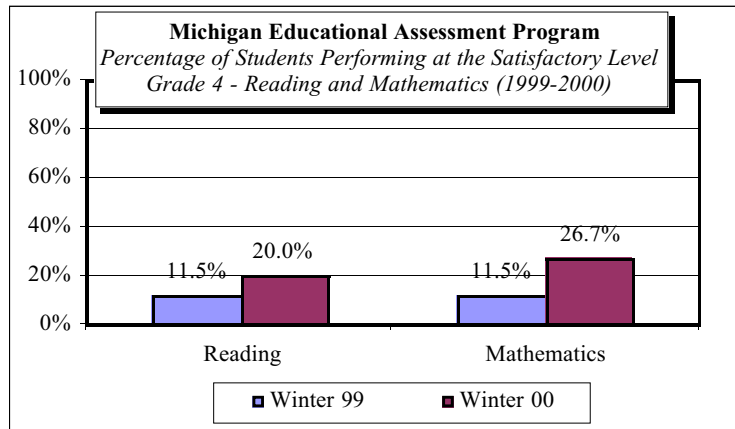 Michigan Educational Assessment Program
Percentage of Students Performing at the Satisfactory Level
Grade 4 - Reading and Mathematics (1999-2000)
100%
80%
60%
40%
20%
0%
11.5%
20.0%
11.5%
26.7%
Reading
Mathematics
Winter 99
Winter 00